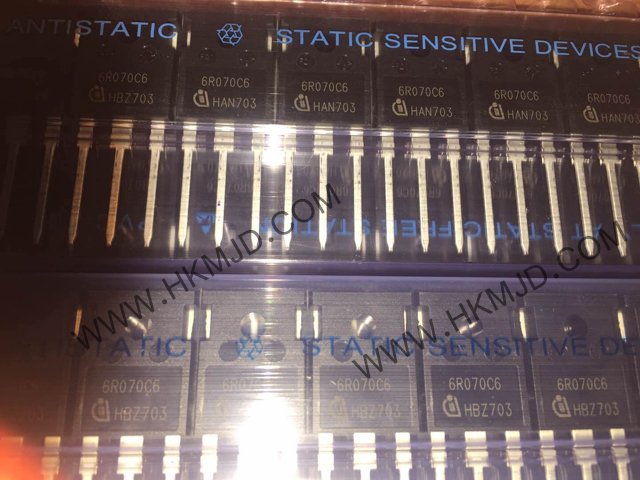 ANTISTATIC STATIC SENSITIVE DEVICES
6R070C6 6R070C6 6R070C6 6R070C6 6R070C6 6R070C6
HBZ703 HAN703 HAN703 HAN703 HAN703 HAN703
WWW.HKMJD.COM
WWW.HKMJD.COM
STATIC STATIC SENSITIVE DE
6R070C6 6R070C6 6R070C6 6R070C6
HBZ703 HBZ703 HBZ703 HBZ703